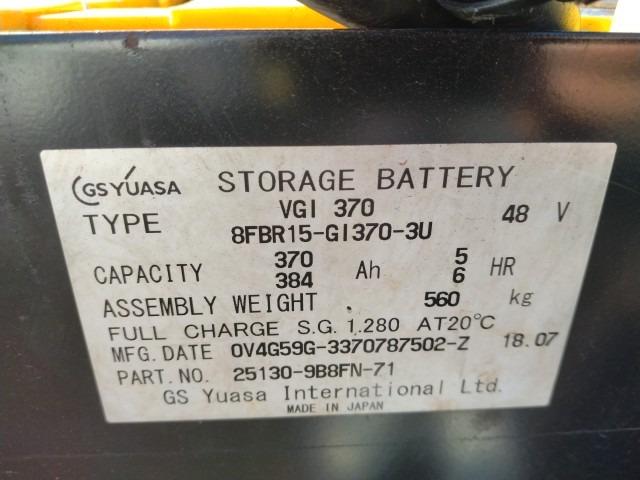 GS YUASA STORAGE BATTERY
TYPE VGI 370 48 V
8FBR15-GI370-3U
CAPACITY 370 Ah 5 HR
384 6
ASSEMBLY WEIGHT . 560 kg
FULL CHARGE S.G. 1.280 AT20°C
MFG. DATE 0V4G59G-3370787502-Z 18.07
PART. NO. 25130-9B8FN-71
GS Yuasa International Ltd.
MADE IN JAPAN